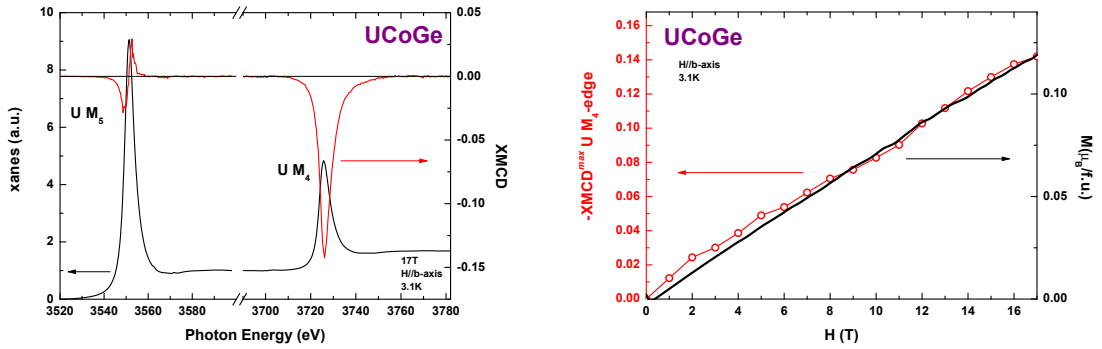 UCoGe
xanes (a.u.)
10
8
6
4
2
0
U M5
U M4
17T
H//b-axis
3.1K
0.05
0.00
-0.05
-0.10
-0.15
XMCD
3520
3540
3560
3580
3700
3720
3740
3760
3780
Photon Energy (eV)
UCoGe
H//b-axis
3.1K
-XMCD^max U M4-edge
0.16
0.14
0.12
0.10
0.08
0.06
0.04
0.02
0.00
0.10
0.05
0.00
M(μB/f.u.)
0
2
4
6
8
10
12
14
16
H (T)